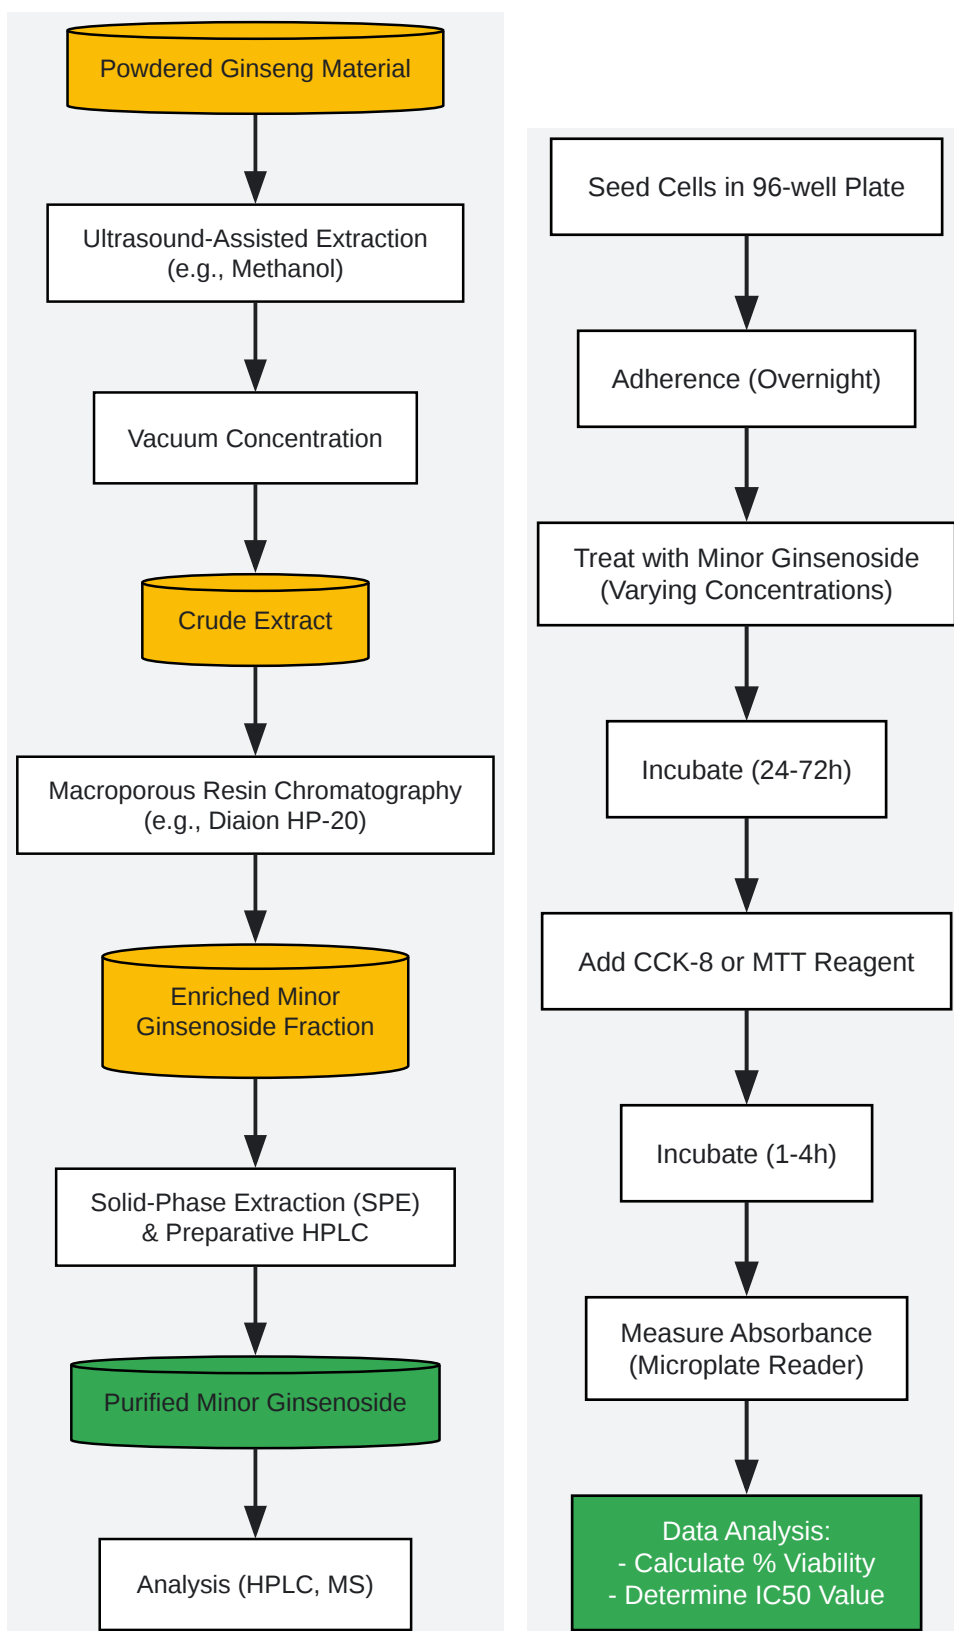 Powdered Ginseng Material
Ultrasound-Assisted Extraction
(e.g., Methanol)
Vacuum Concentration
Crude Extract
Macroporous Resin Chromatography
(e.g., Diaion HP-20)
Enriched Minor
Ginsenoside Fraction
Solid-Phase Extraction (SPE)
& Preparative HPLC
Purified Minor Ginsenoside
Analysis (HPLC, MS)
Seed Cells in 96-well Plate
Adherence (Overnight)
Treat with Minor Ginsenoside
(Varying Concentrations)
Incubate (24-72h)
Add CCK-8 or MTT Reagent
Incubate (1-4h)
Measure Absorbance
(Microplate Reader)
Data Analysis:
- Calculate % Viability
- Determine IC50 Value